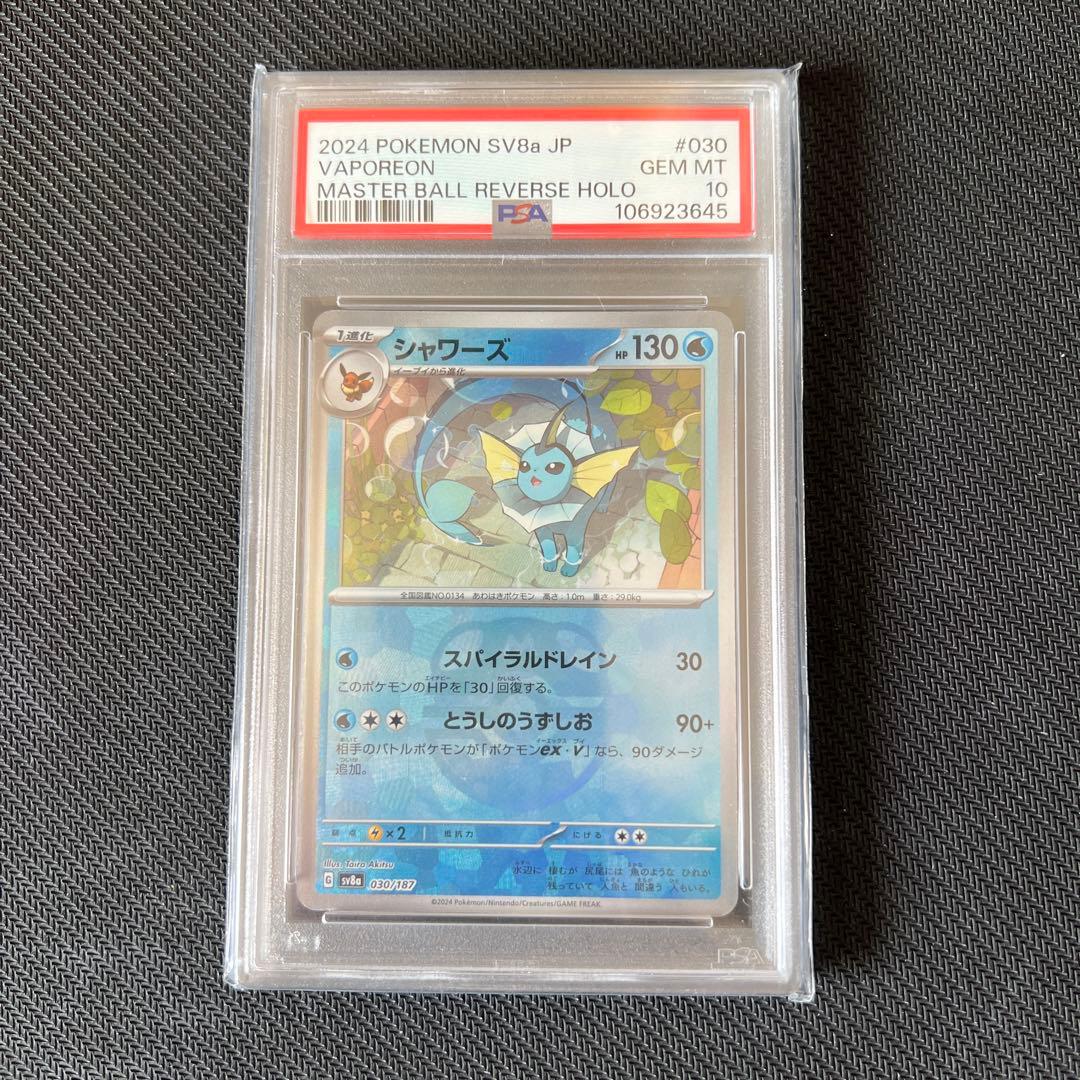 2024 POKEMON SV8a JP #030
VAPOREON GEM MT
MASTER BALL REVERSE HOLO 10
PSA 106923645
1進化 シャワーズ HP 130
イーブイから進化
全国図鑑NO.0134 あわはきポケモン 高さ:1.0m 重さ:29.0kg
スパイラルドレイン 30
このポケモンのHPを「30」回復する。
とうしのうずしお 90+
相手のバトルポケモンが「ポケモンex・V」なら、90ダメージ
追加。
弱点 ×2 抵抗力 にげる
Illus. Taira Akitsu
G sv8a 030/187
水辺に 棲むが 尻尾には 魚のような ひれが
残っていて 人魚と 間違う 人もいる。
©2024 Pokémon/Nintendo/Creatures/GAME FREAK.
PSA